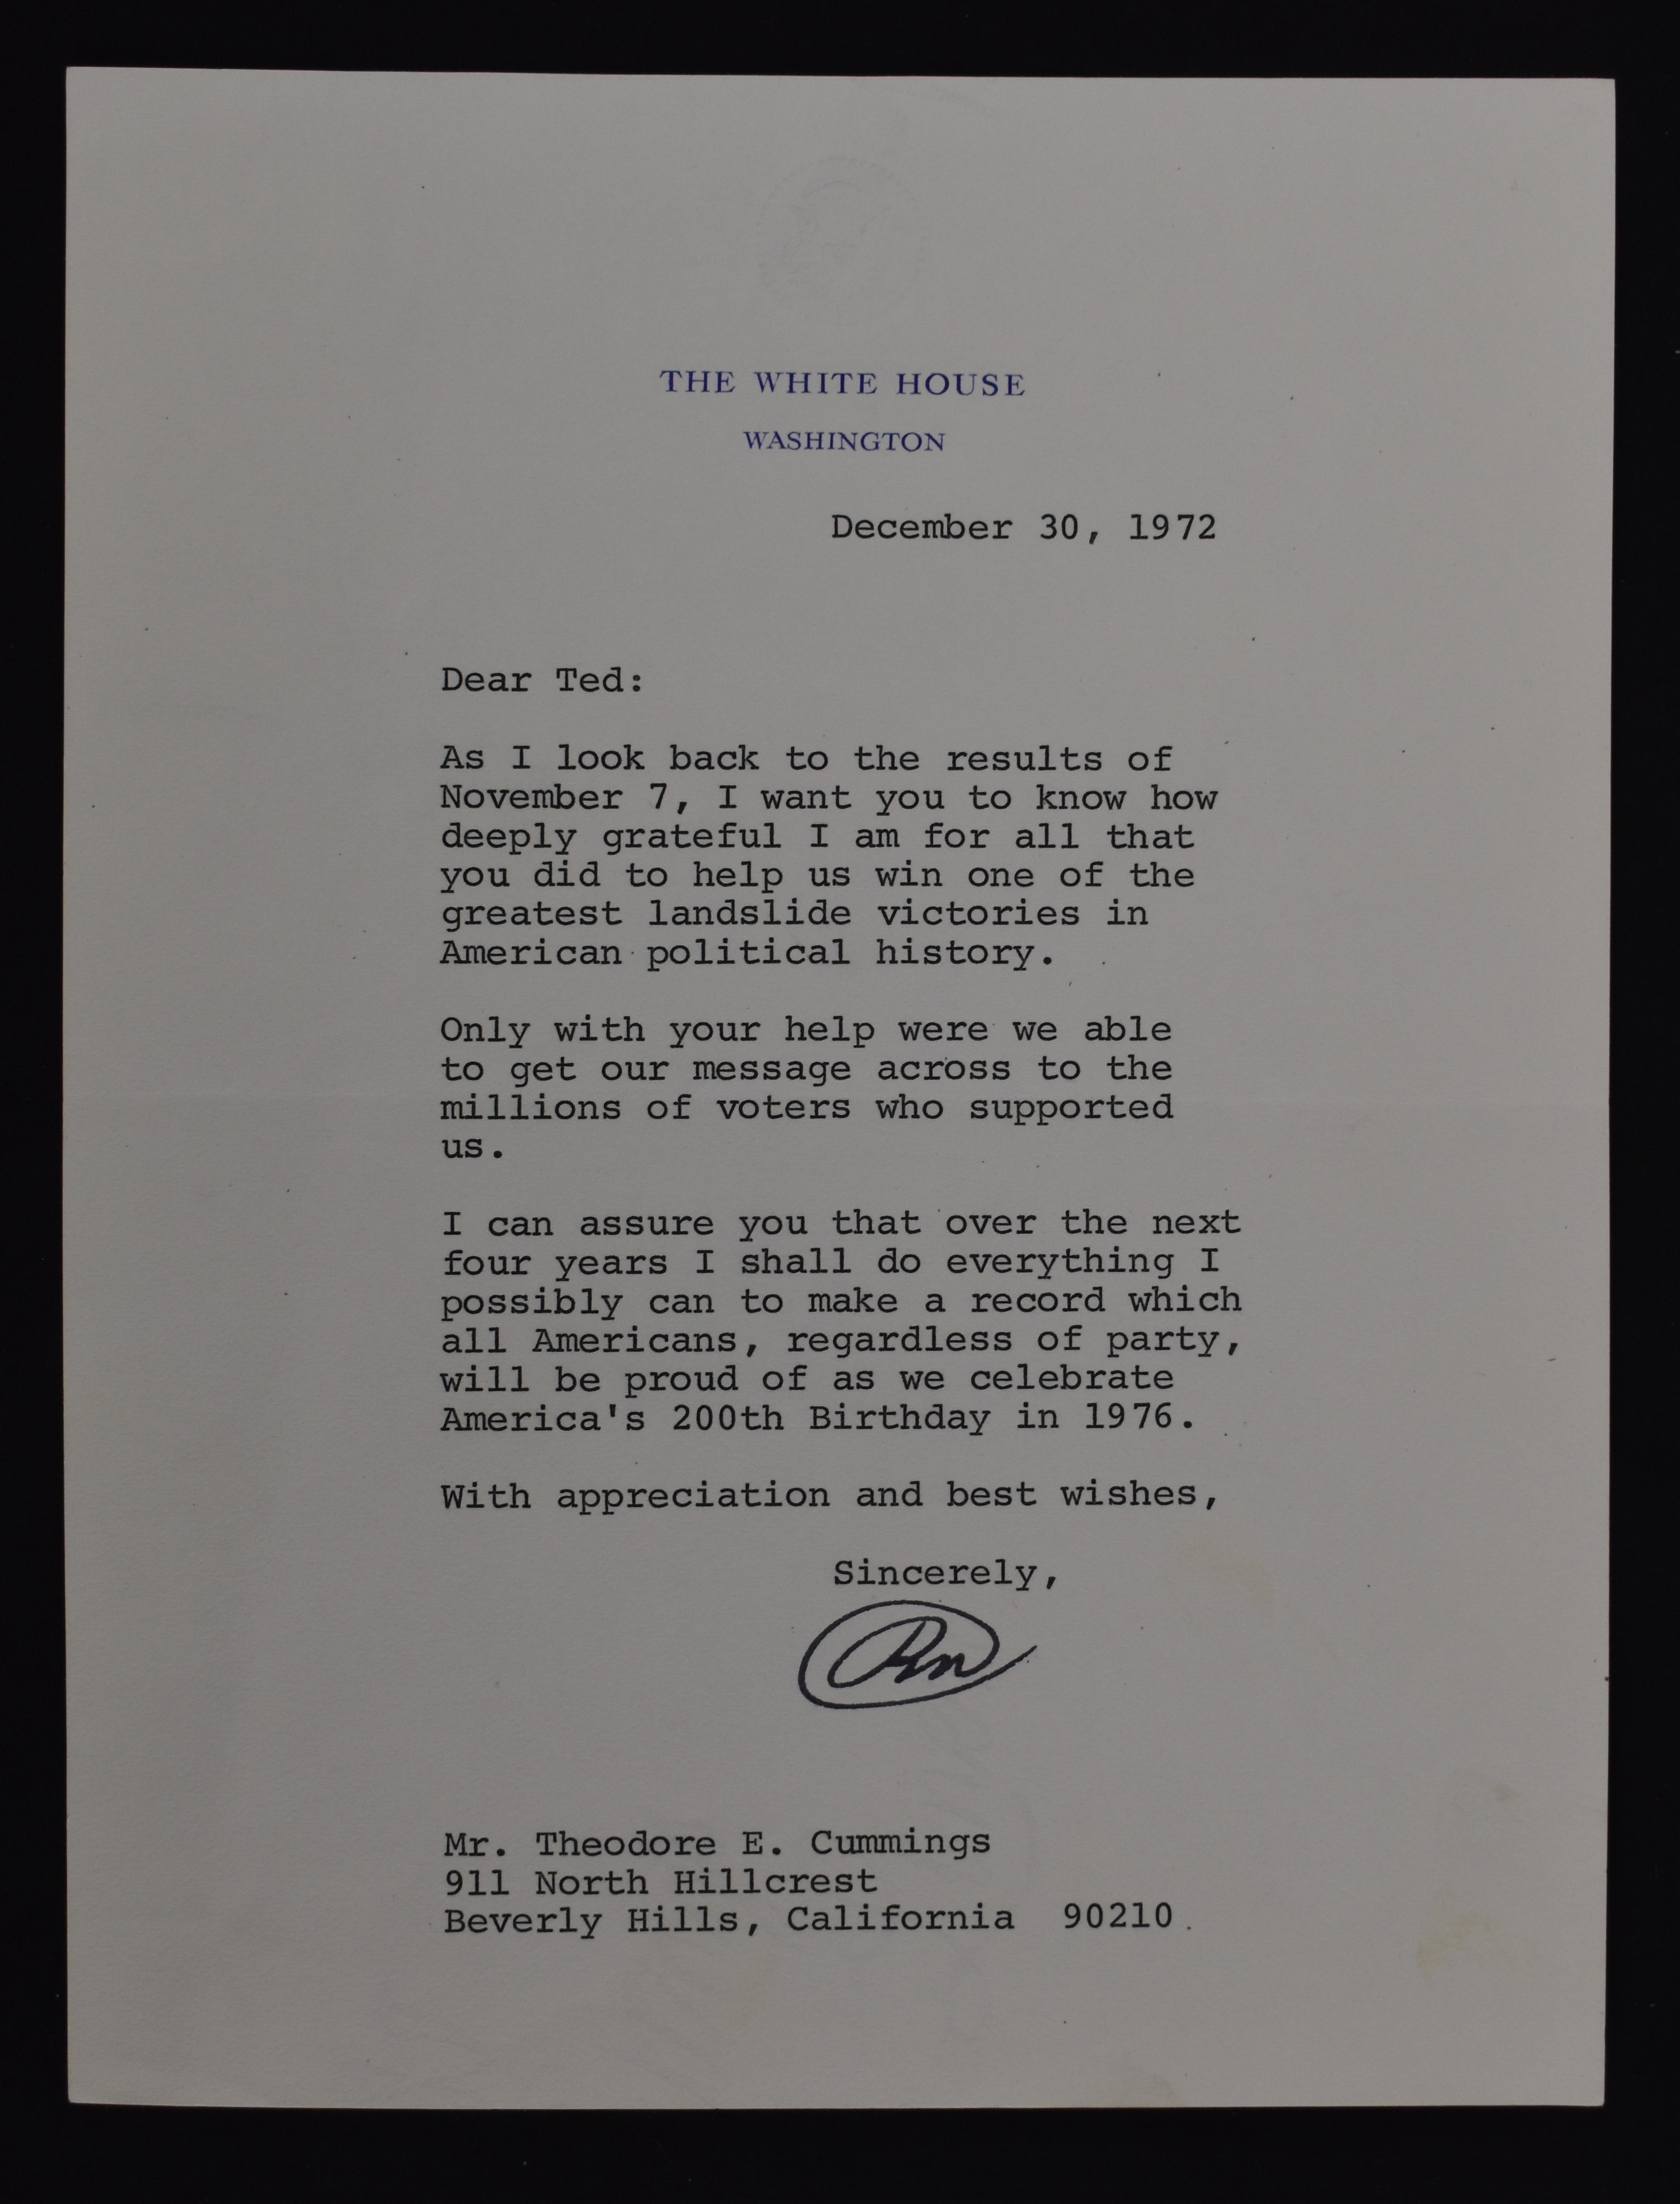 THE WHITE HOUSE
WASHINGTON
December 30, 1972
Dear Ted:
As I look back to the results of
November 7, I want you to know how
deeply grateful I am for all that
you did to help us win one of the
greatest landslide victories in
American political history.
Only with your help were we able
to get our message across to the
millions of voters who supported
us.
I can assure you that over the next
four years I shall do everything I
possibly can to make a record which
all Americans, regardless of party,
will be proud of as we celebrate
America's 200th Birthday in 1976.
With appreciation and best wishes,
Sincerely,
RN
Mr. Theodore E. Cummings
911 North Hillcrest
Beverly Hills, California  90210